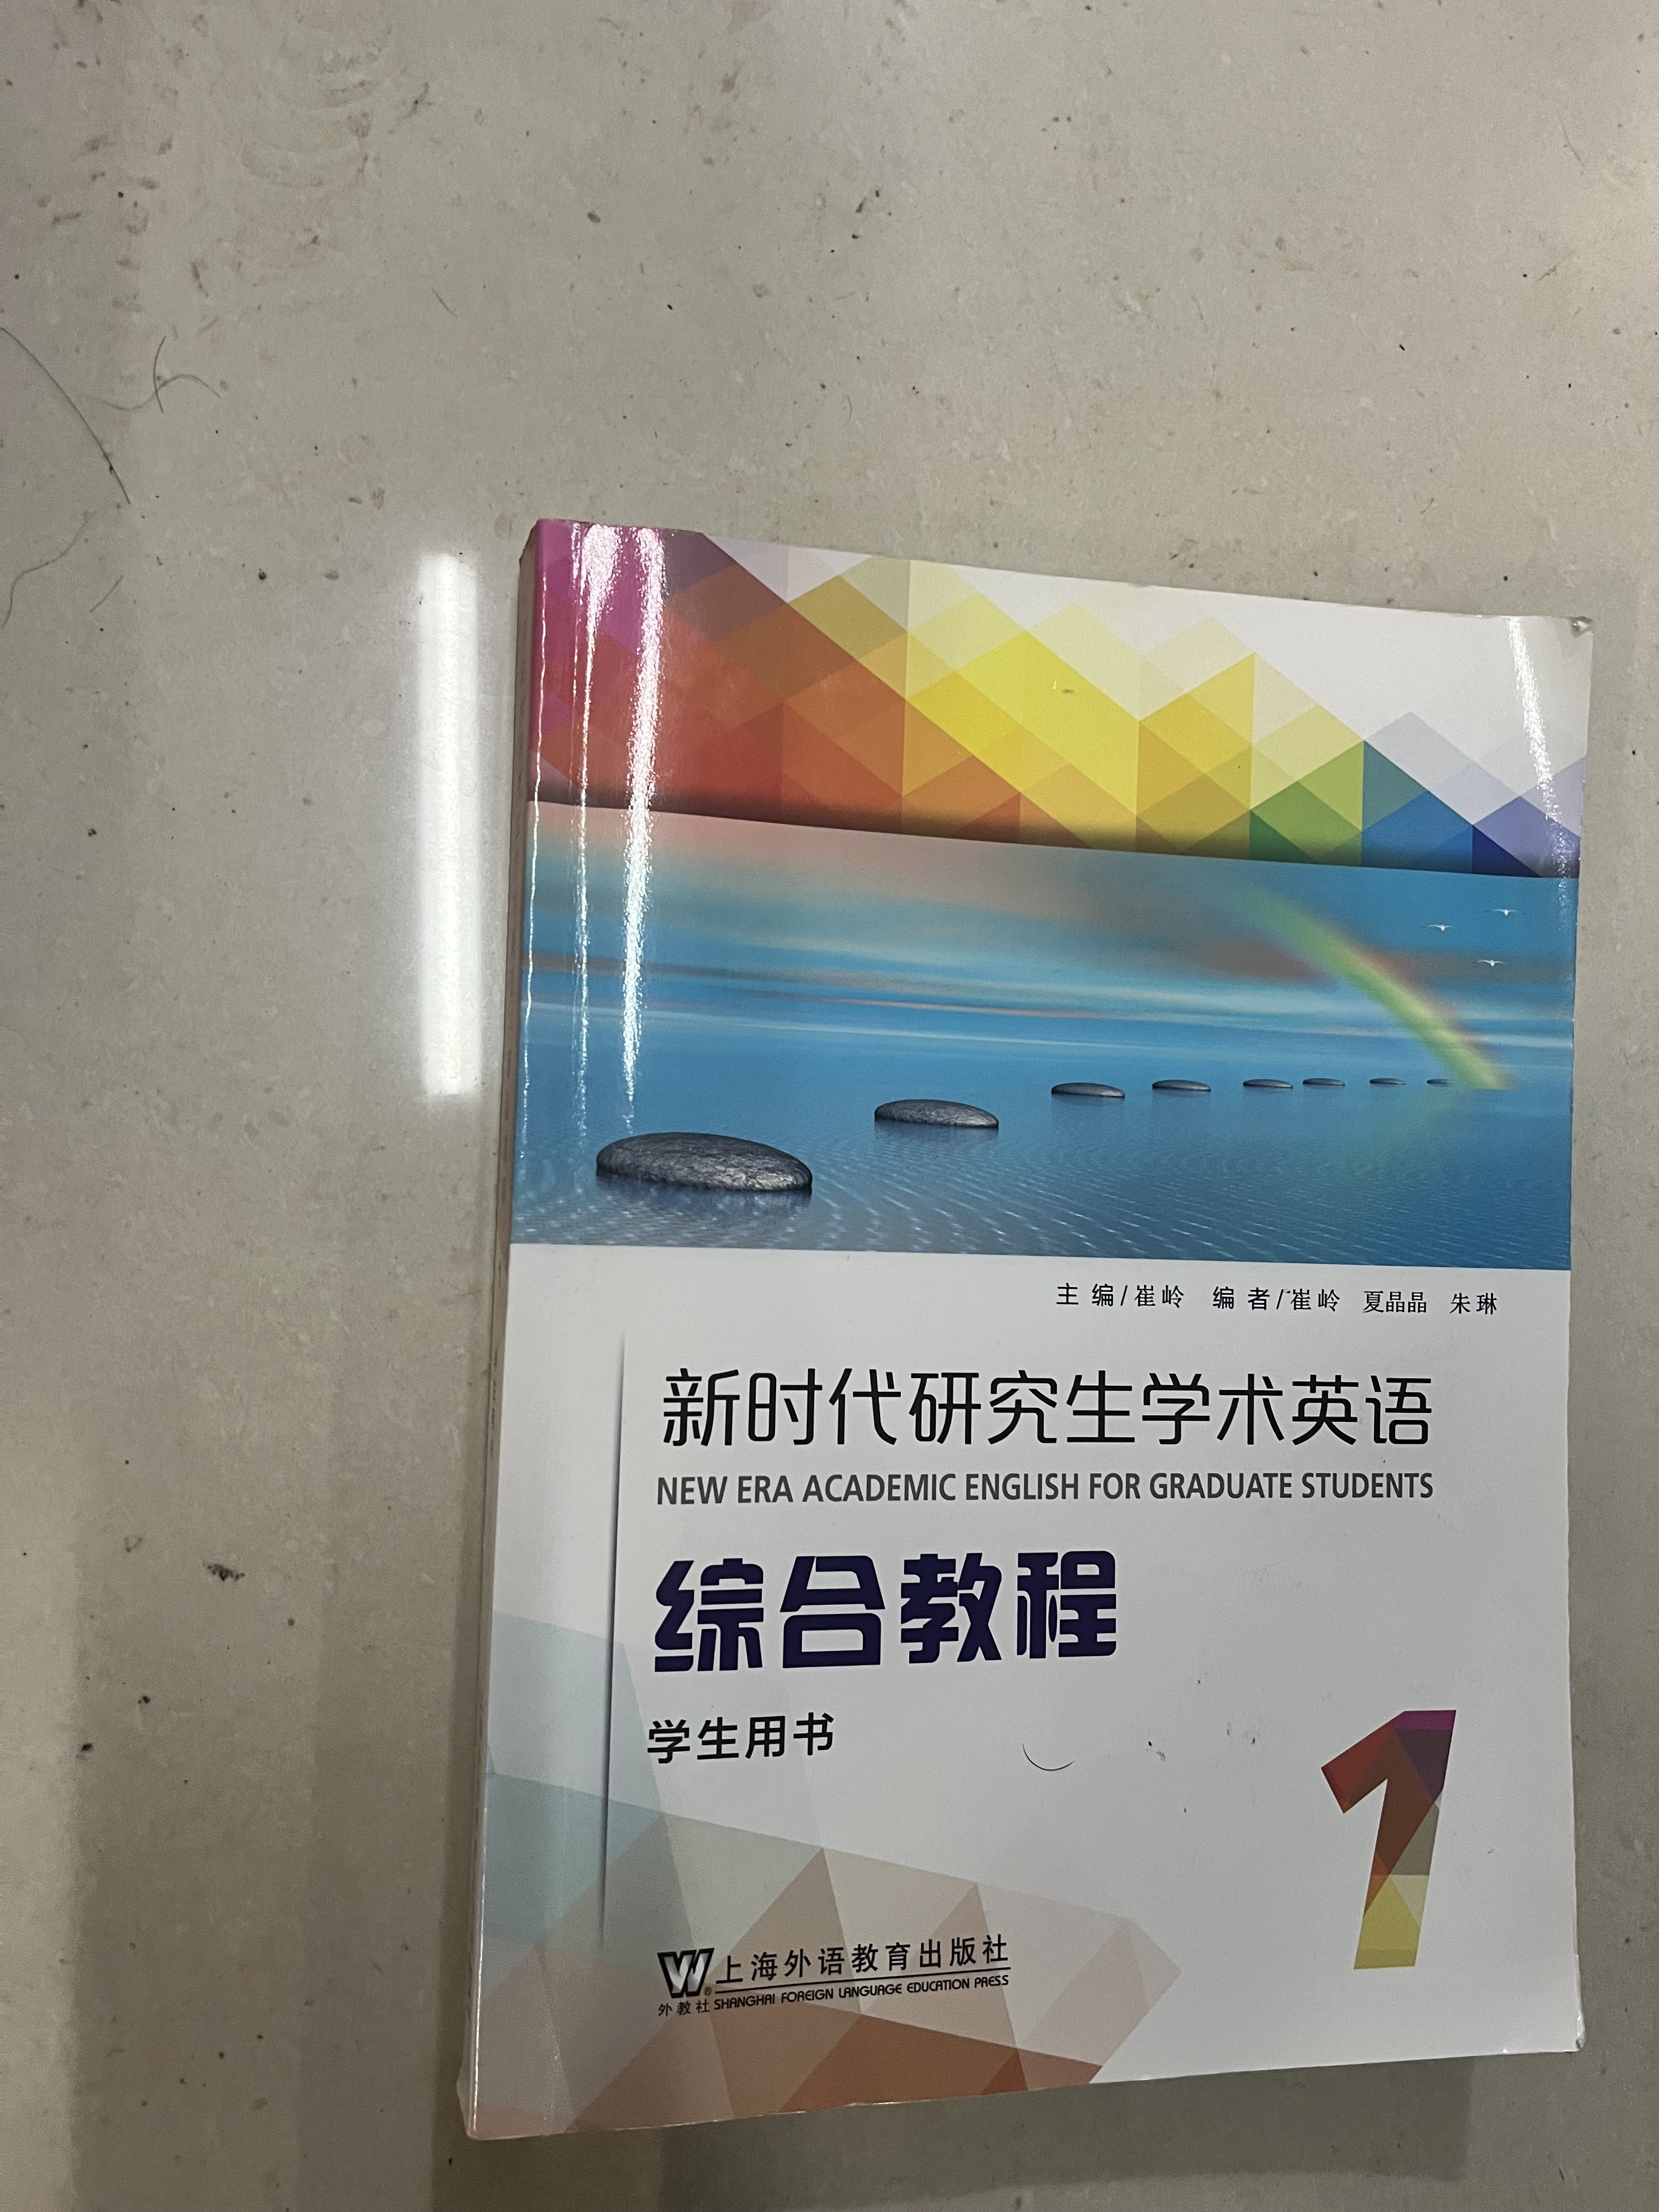 主 编/崔岭 编 者/崔岭 夏晶晶 朱琳
新时代研究生学术英语
NEW ERA ACADEMIC ENGLISH FOR GRADUATE STUDENTS
综合教程
学生用书
1
W®上海外语教育出版社
外教社 SHANGHAI FOREIGN LANGUAGE EDUCATION PRESS